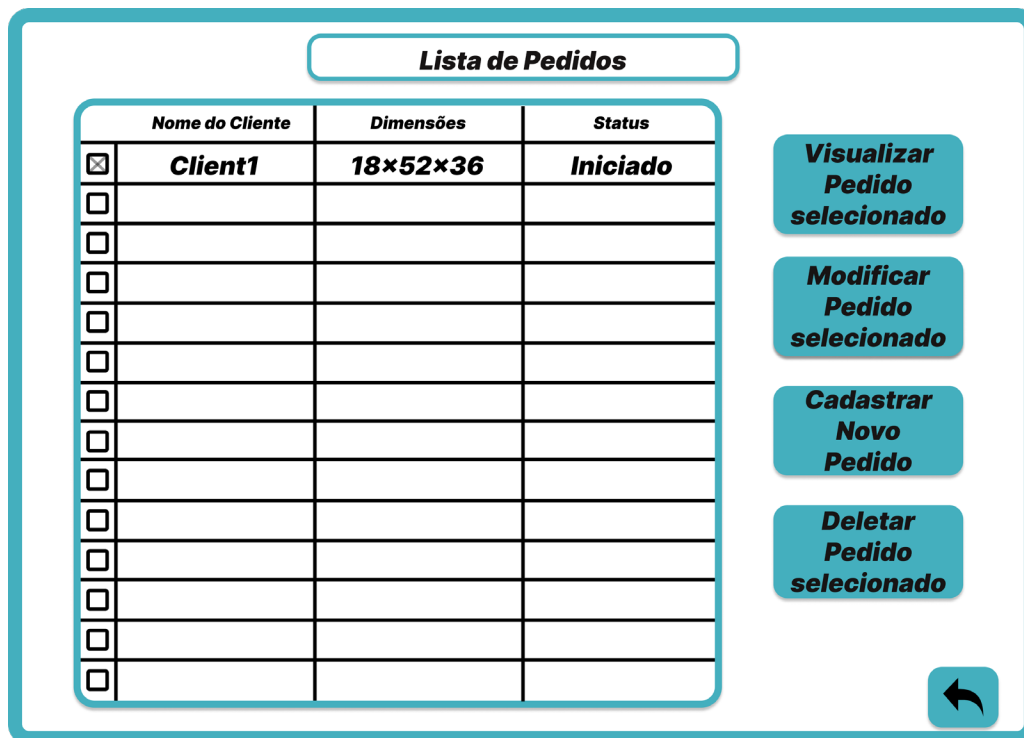 Lista de Pedidos
Nome do Cliente Dimensões Status
Client1 18×52×36 Iniciado
Visualizar
Pedido
selecionado
Modificar
Pedido
selecionado
Cadastrar
Novo
Pedido
Deletar
Pedido
selecionado